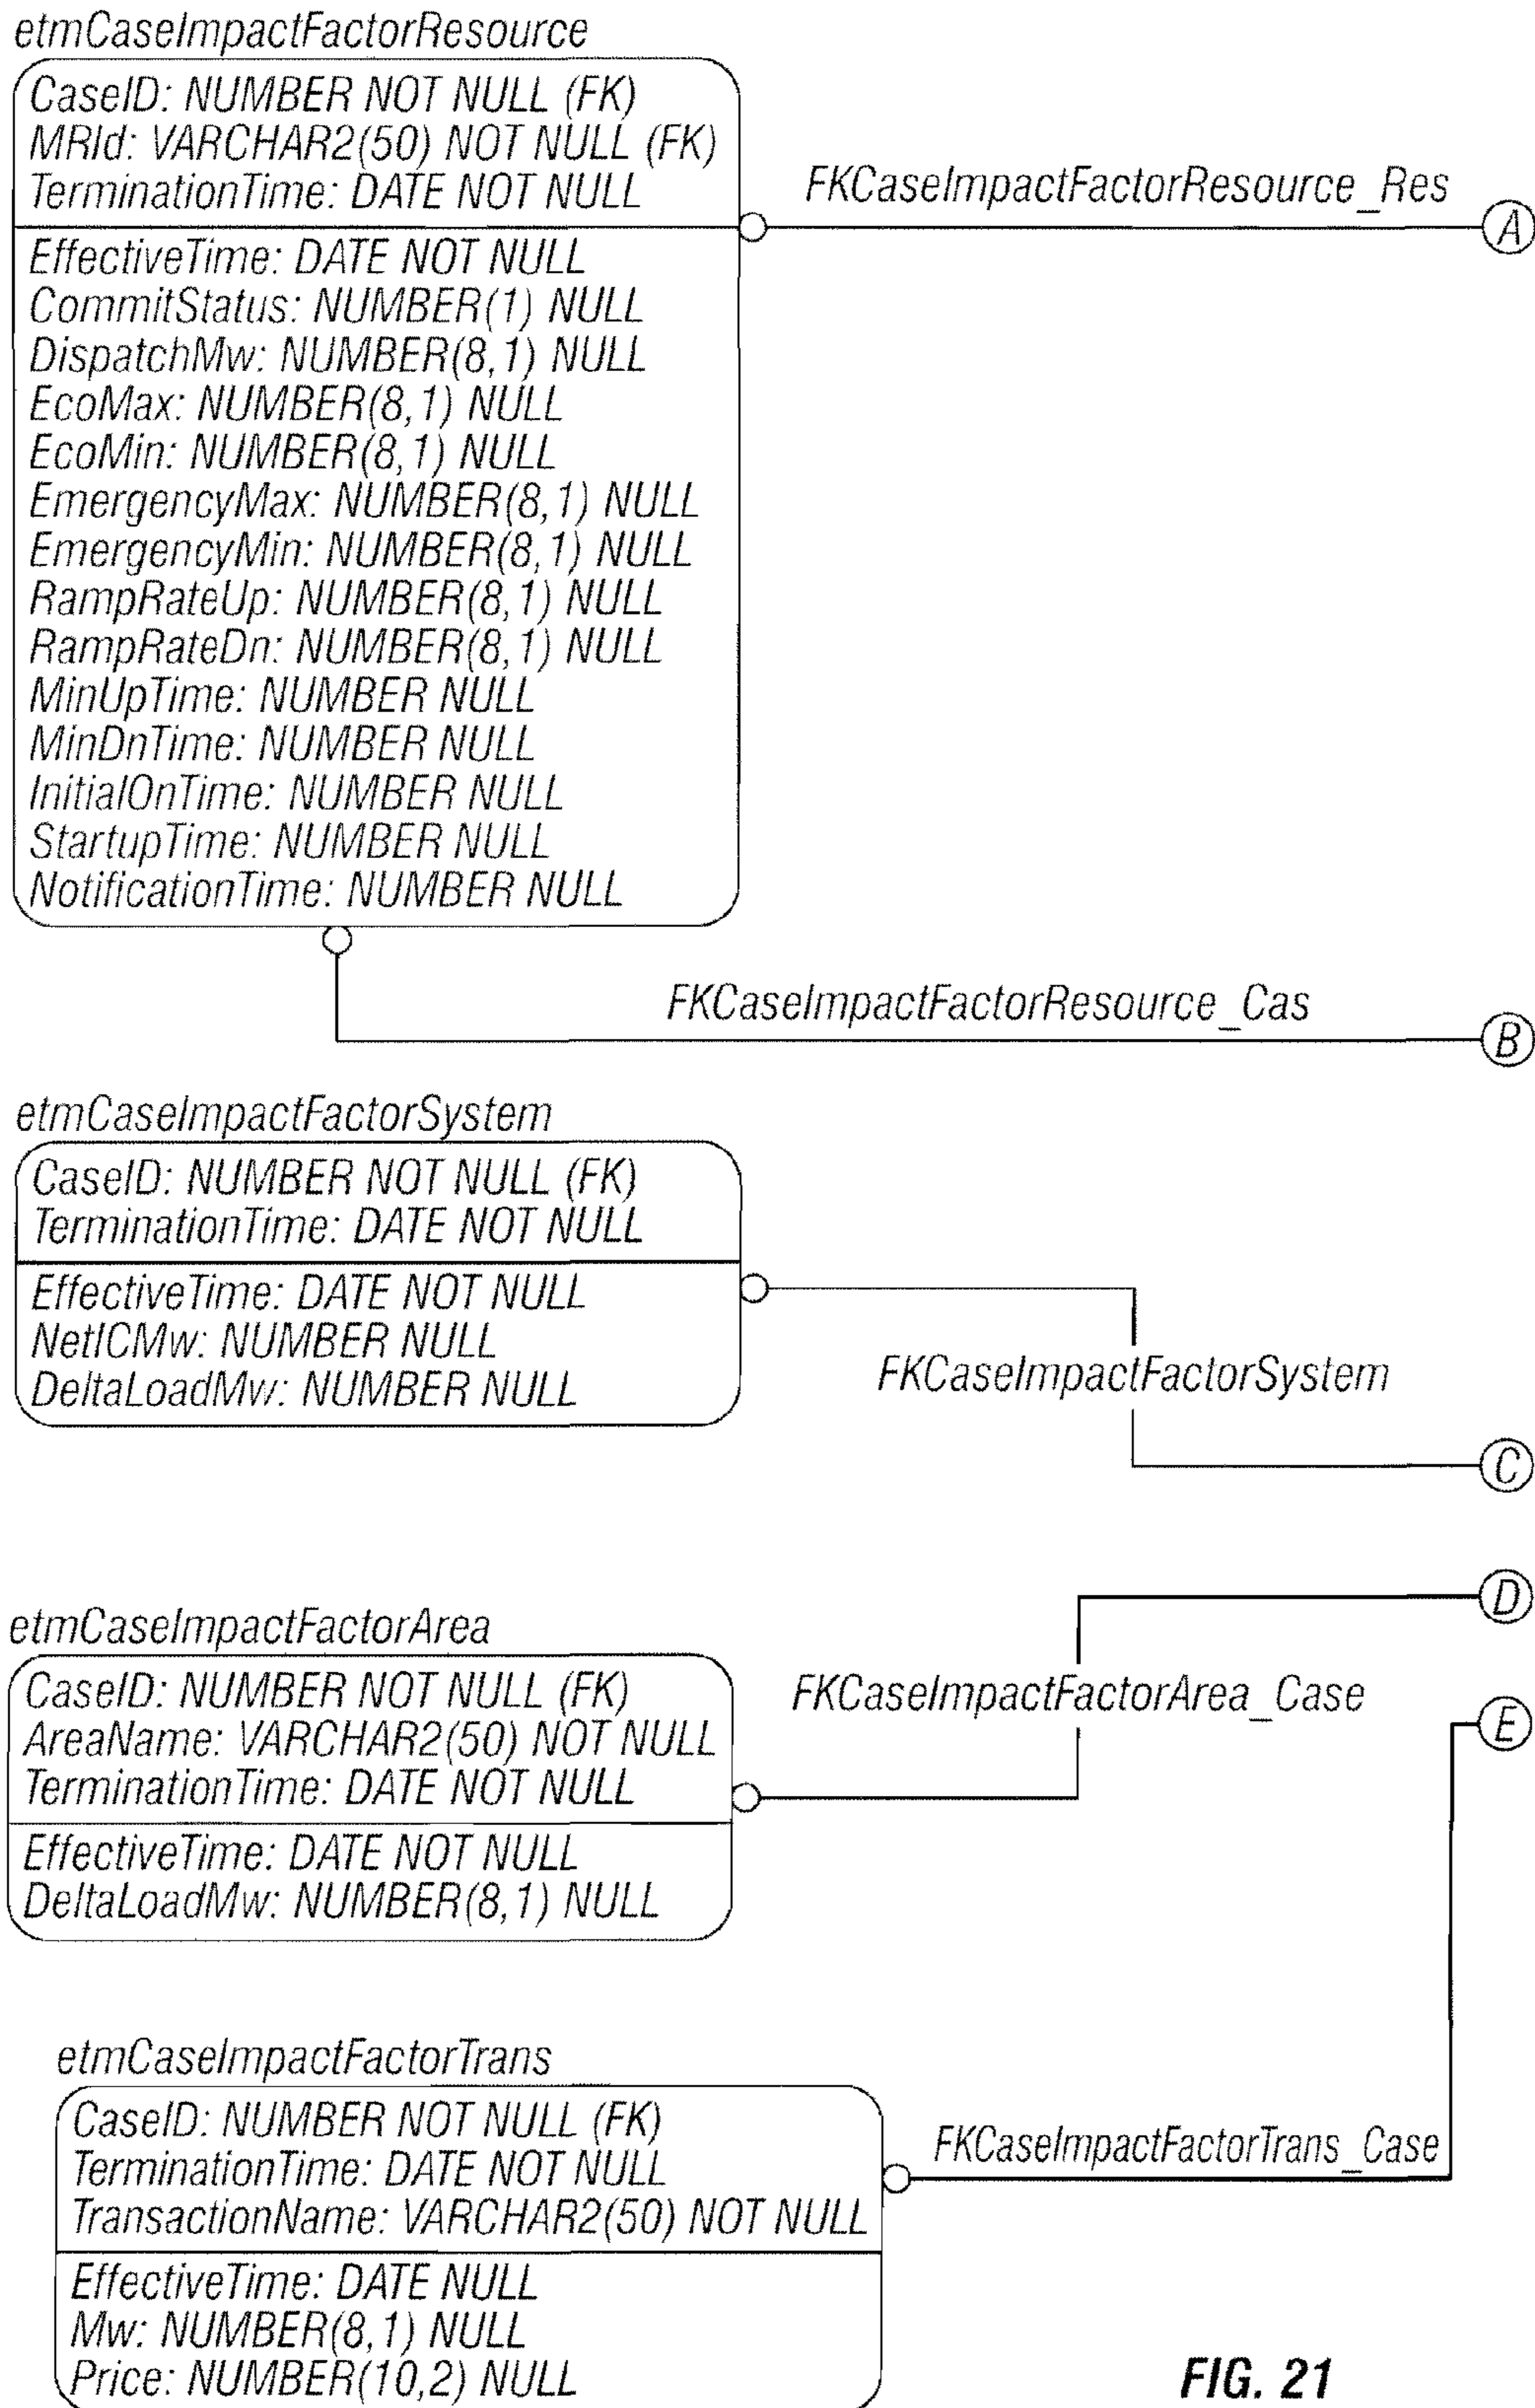 etmCaseImpactFactorResource
CaseID: NUMBER NOT NULL (FK)
MRId: VARCHAR2(50) NOT NULL (FK)
TerminationTime: DATE NOT NULL
FKCaseImpactFactorResource_Res
A
EffectiveTime: DATE NOT NULL
CommitStatus: NUMBER(1) NULL
DispatchMw: NUMBER(8,1) NULL
EcoMax: NUMBER(8,1) NULL
EcoMin: NUMBER(8,1) NULL
EmergencyMax: NUMBER(8,1) NULL
EmergencyMin: NUMBER(8,1) NULL
RampRateUp: NUMBER(8,1) NULL
RampRateDn: NUMBER(8,1) NULL
MinUpTime: NUMBER NULL
MinDnTime: NUMBER NULL
InitialOnTime: NUMBER NULL
StartupTime: NUMBER NULL
NotificationTime: NUMBER NULL
FKCaseImpactFactorResource_Cas
B
etmCaseImpactFactorSystem
CaseID: NUMBER NOT NULL (FK)
TerminationTime: DATE NOT NULL
EffectiveTime: DATE NOT NULL
NetICMw: NUMBER NULL
DeltaLoadMw: NUMBER NULL
FKCaseImpactFactorSystem
C
D
etmCaseImpactFactorArea
CaseID: NUMBER NOT NULL (FK)
AreaName: VARCHAR2(50) NOT NULL
TerminationTime: DATE NOT NULL
FKCaseImpactFactorArea_Case
E
EffectiveTime: DATE NOT NULL
DeltaLoadMw: NUMBER(8,1) NULL
etmCaseImpactFactorTrans
CaseID: NUMBER NOT NULL (FK)
TerminationTime: DATE NOT NULL
TransactionName: VARCHAR2(50) NOT NULL
FKCaseImpactFactorTrans_Case
EffectiveTime: DATE NULL
Mw: NUMBER(8,1) NULL
Price: NUMBER(10,2) NULL
FIG. 21